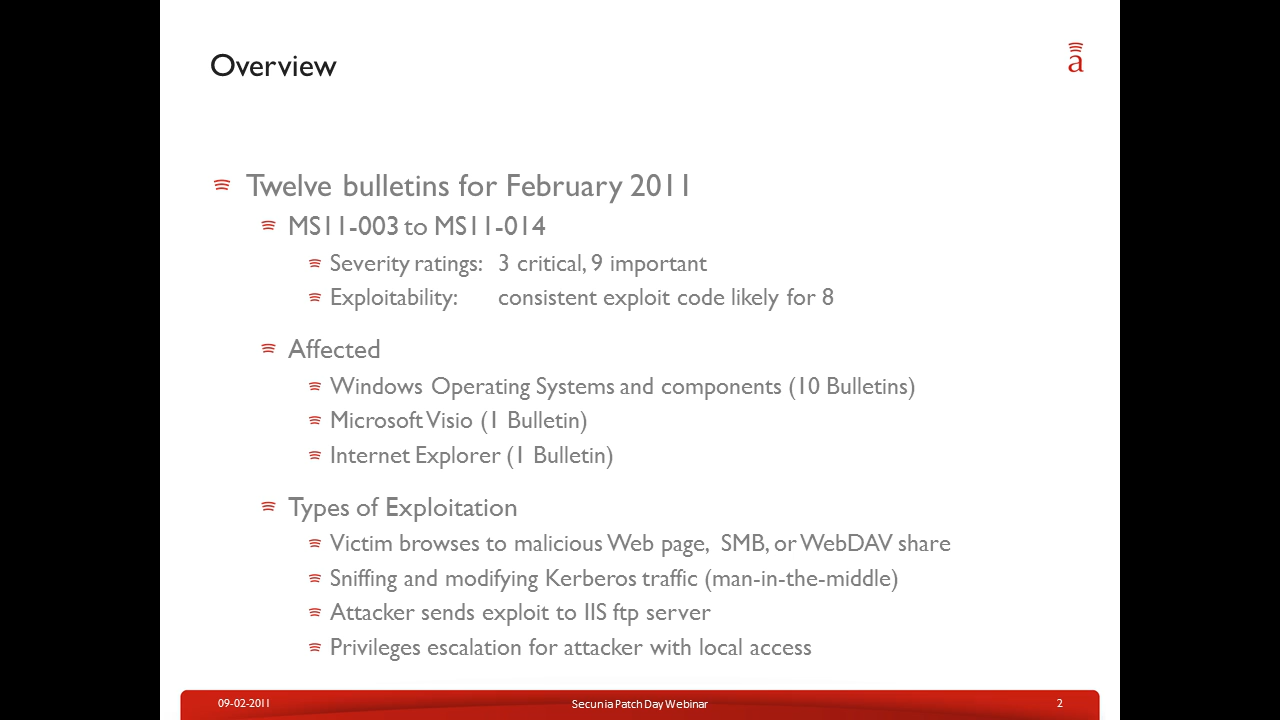 Overview
a
Twelve bulletins for February 2011
MS11-003 to MS11-014
Severity ratings: 3 critical, 9 important
Exploitability: consistent exploit code likely for 8
Affected
Windows Operating Systems and components (10 Bulletins)
Microsoft Visio (1 Bulletin)
Internet Explorer (1 Bulletin)
Types of Exploitation
Victim browses to malicious Web page, SMB, or WebDAV share
Sniffing and modifying Kerberos traffic (man-in-the-middle)
Attacker sends exploit to IIS ftp server
Privileges escalation for attacker with local access
09-02-2011 Secunia Patch Day Webinar 2